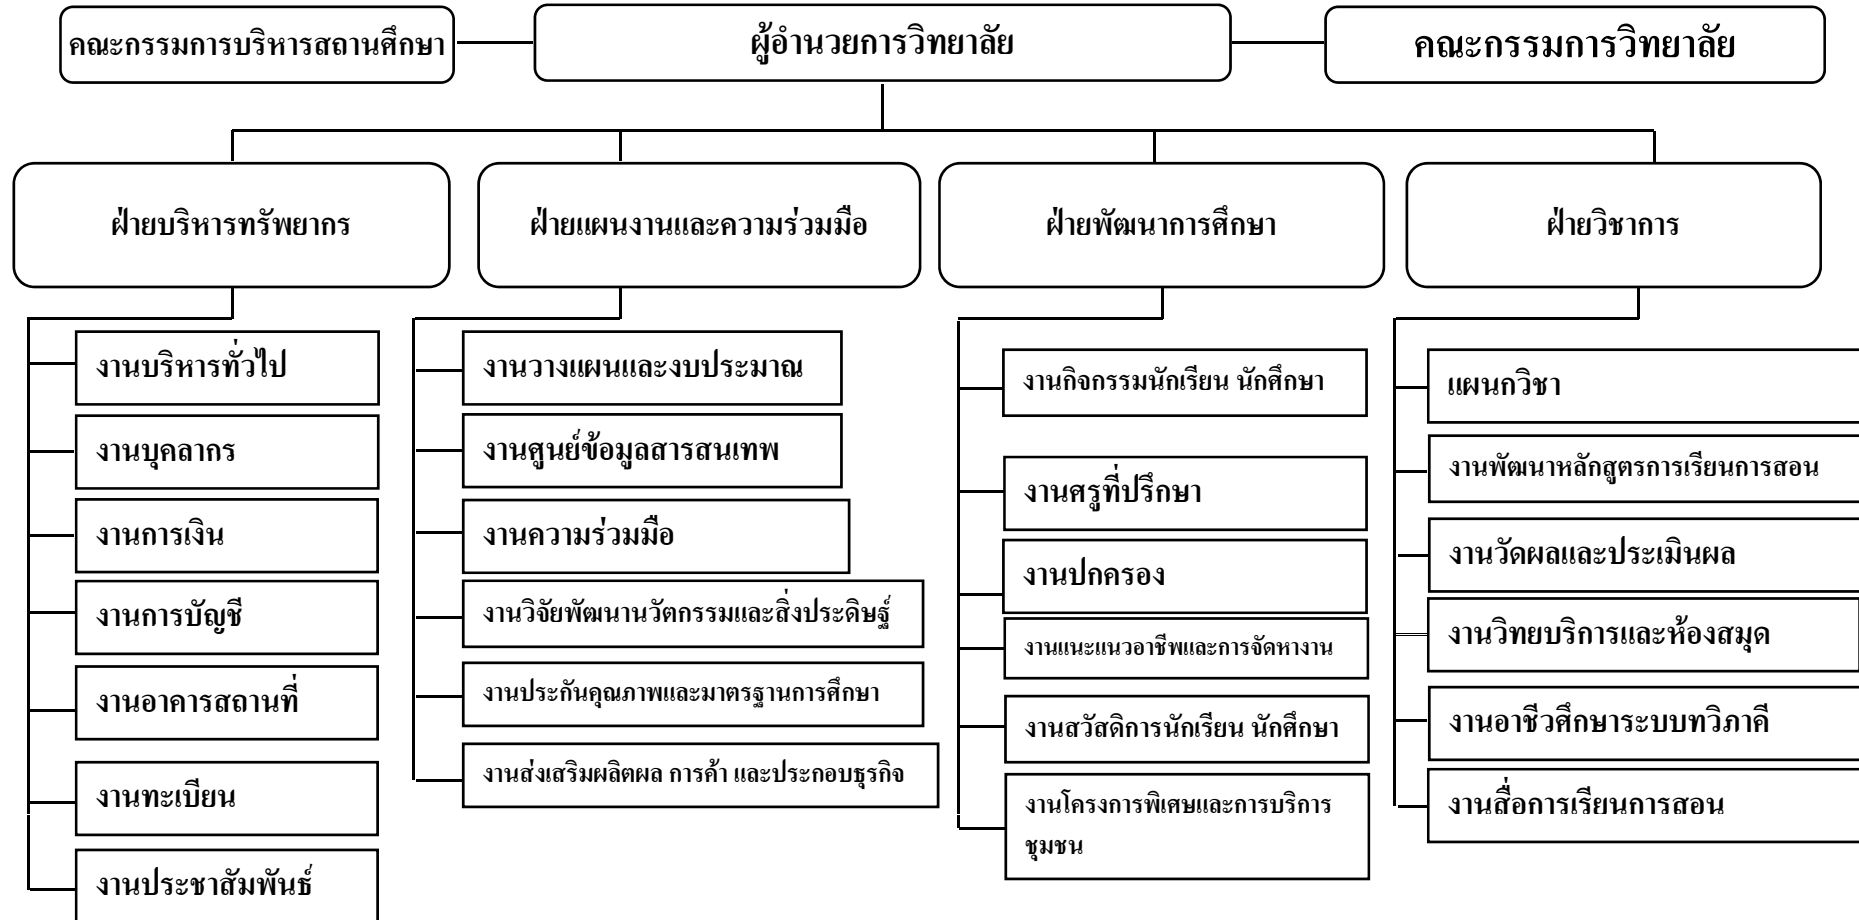 คณะกรรมการบริหารสถานศึกษา
ผู้อำนวยการวิทยาลัย
คณะกรรมการวิทยาลัย
ฝ่ายบริหารทรัพยากร
ฝ่ายแผนงานและความร่วมมือ
ฝ่ายพัฒนาการศึกษา
ฝ่ายวิชาการ
งานบริหารทั่วไป
งานบุคลากร
งานการเงิน
งานการบัญชี
งานอาคารสถานที่
งานทะเบียน
งานประชาสัมพันธ์
งานวางแผนและงบประมาณ
งานศูนย์ข้อมูลสารสนเทพ
งานความร่วมมือ
งานวิจัยพัฒนานวัตกรรมและสิ่งประดิษฐ์
งานประกันคุณภาพและมาตรฐานการศึกษา
งานส่งเสริมผลิตผล การค้า และประกอบธุรกิจ
งานกิจกรรมนักเรียน นักศึกษา
งานศรูที่ปรึกษา
งานปกครอง
งานแนะแนวอาชีพและการจัดหางาน
งานสวัสดิการนักเรียน นักศึกษา
งานโครงการพิเศษและการบริการ
ชุมชน
แผนกวิชา
งานพัฒนาหลักสูตรการเรียนการสอน
งานวัดผลและประเมินผล
งานวิทยบริการและห้องสมุด
งานอาชีวศึกษาระบบทวิภาคี
งานสื่อการเรียนการสอน